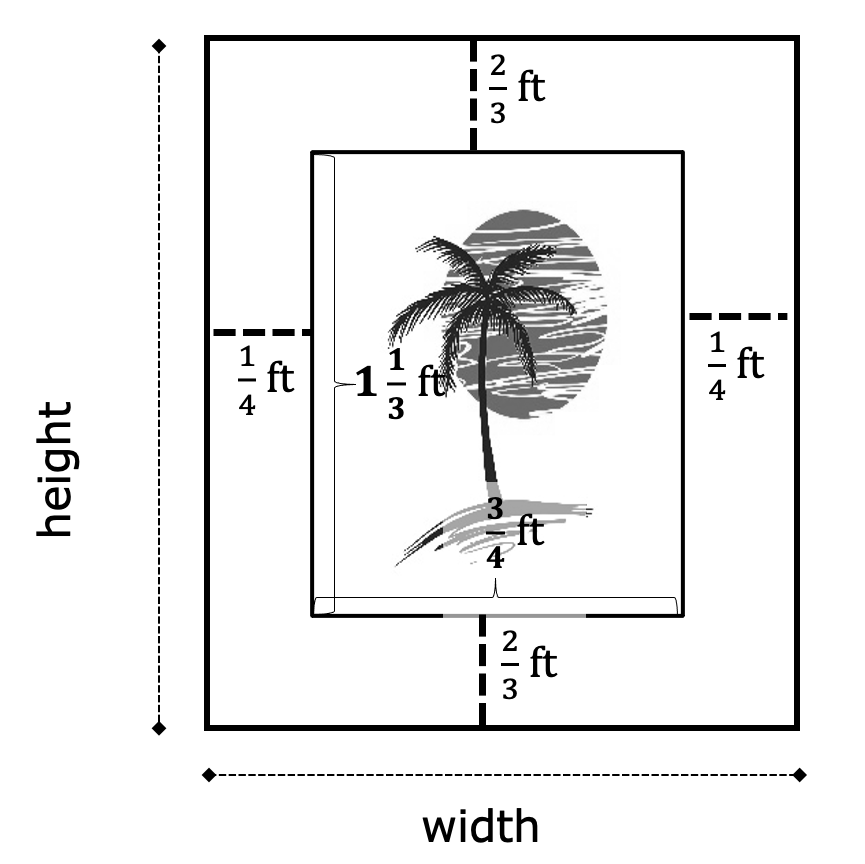 2/3 ft
1/4 ft
1 1/3 ft
1/4 ft
height
3/4 ft
2/3 ft
width